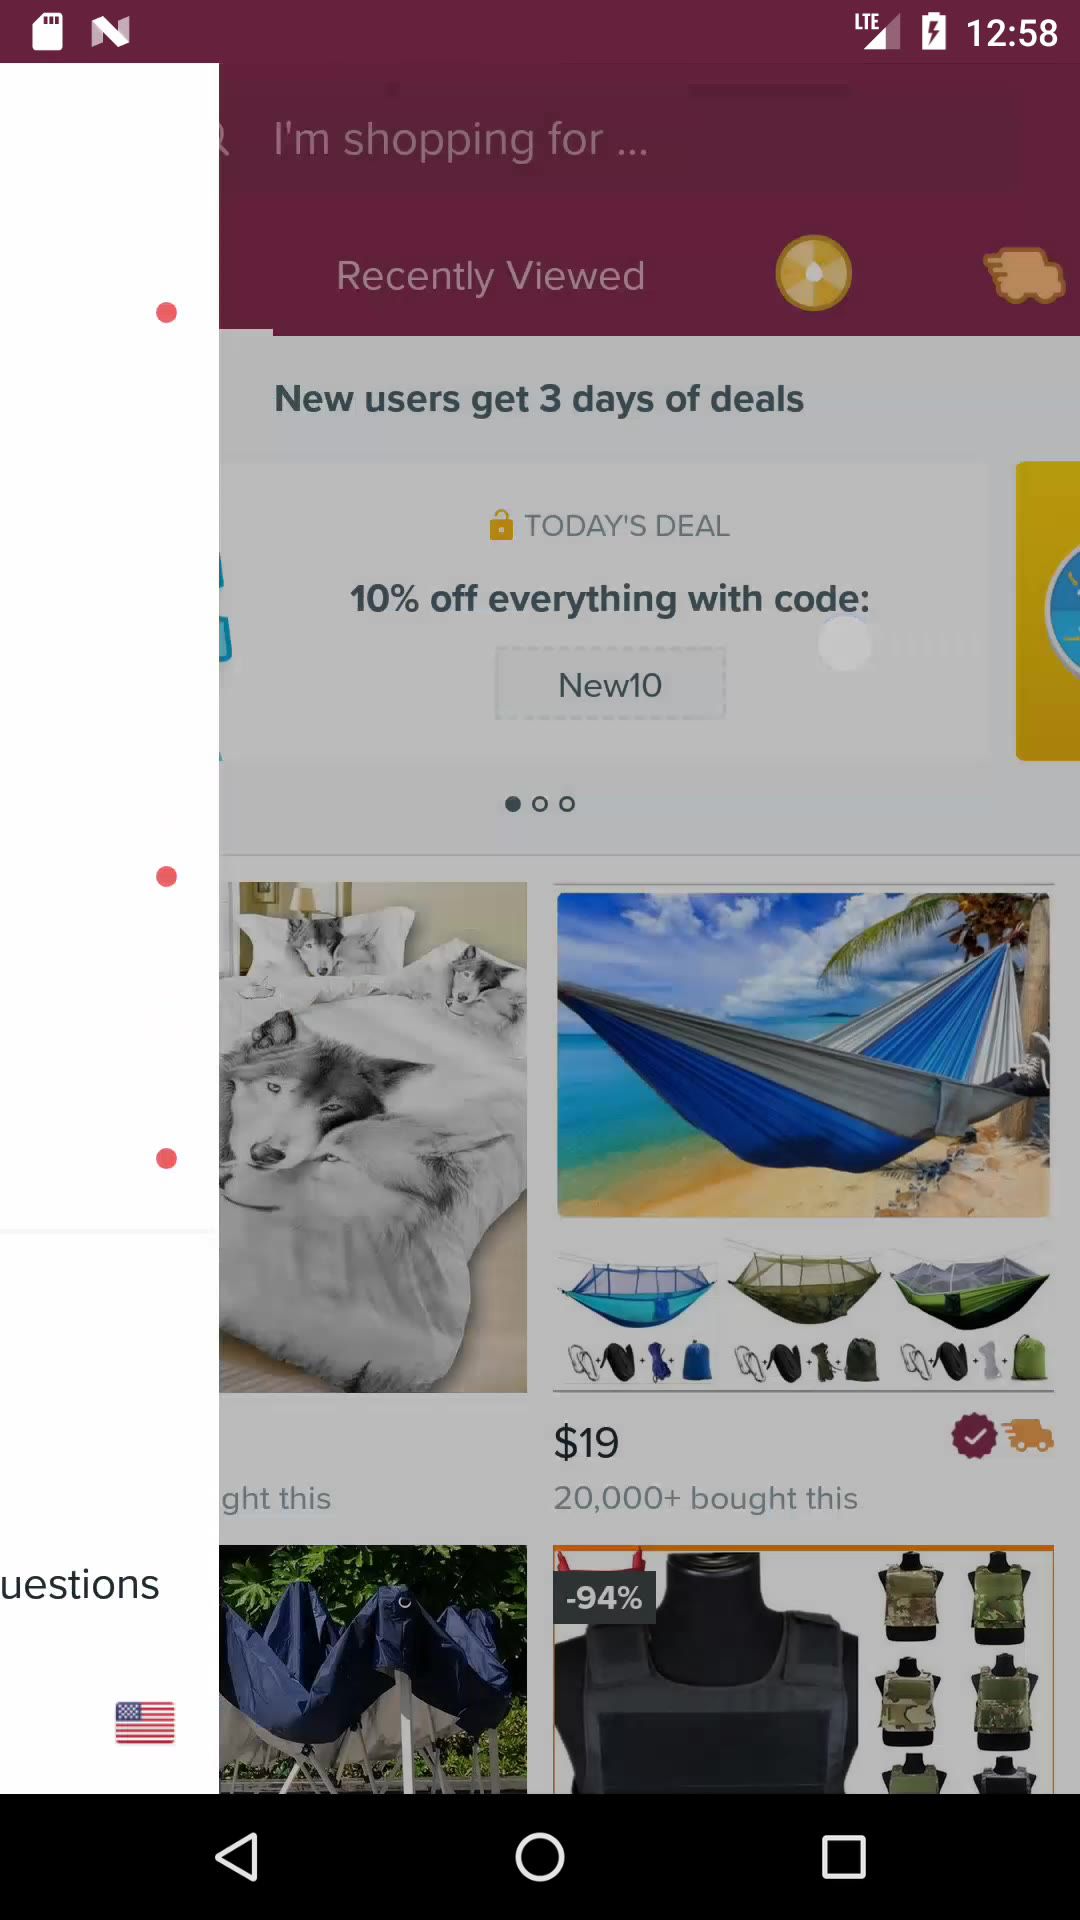 LTE 12:58
I'm shopping for ...
Recently Viewed
New users get 3 days of deals
TODAY'S DEAL
10% off everything with code:
New10
$19
ght this
20,000+ bought this
-94%
uestions